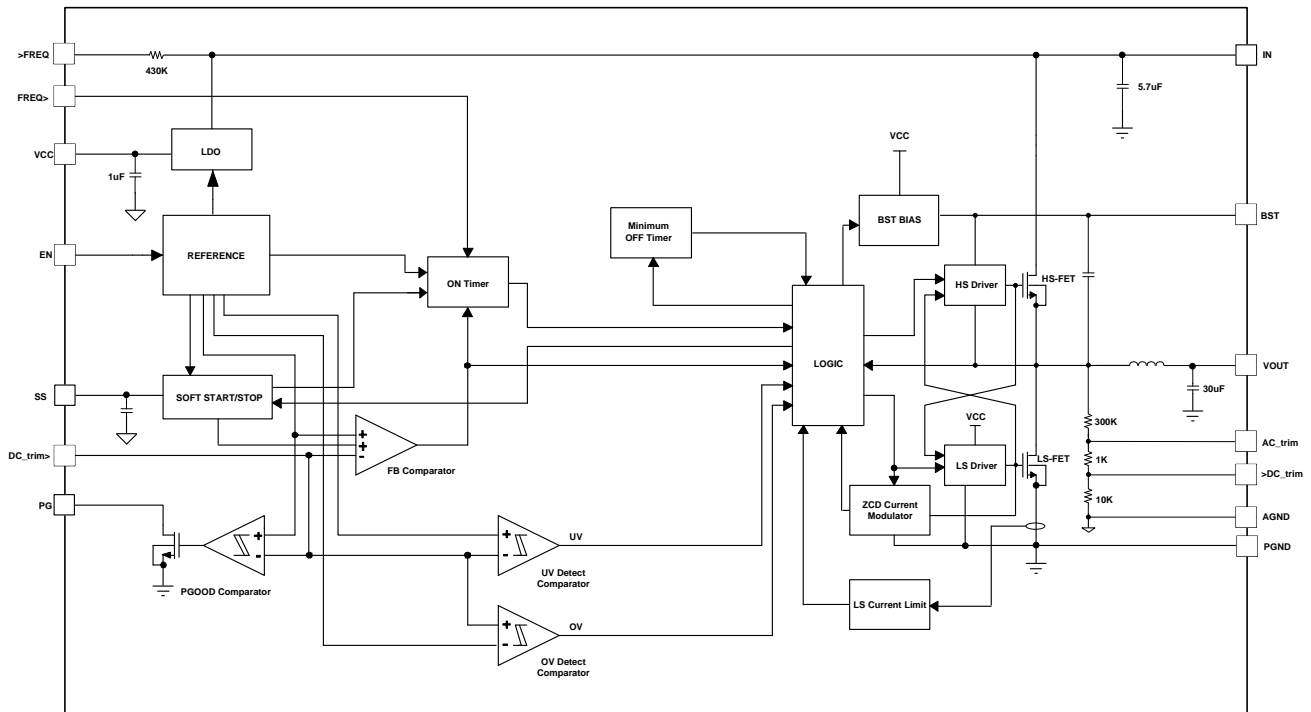 >FREQ
430K
IN
5.7uF
FREQ>
VCC
LDO
1uF
VCC
BST BIAS
BST
Minimum
OFF Timer
EN
REFERENCE
ON Timer
HS Driver
HS-FET
LOGIC
VOUT
30uF
SS
SOFT START/STOP
300K
VCC
AC_trim
DC_trim>
+
+
-
FB Comparator
LS Driver
LS-FET
1K
>DC_trim
10K
PG
ZCD Current
Modulator
AGND
+
-
PGOOD Comparator
+
-
UV
UV Detect
Comparator
PGND
LS Current Limit
+
-
OV
OV Detect
Comparator